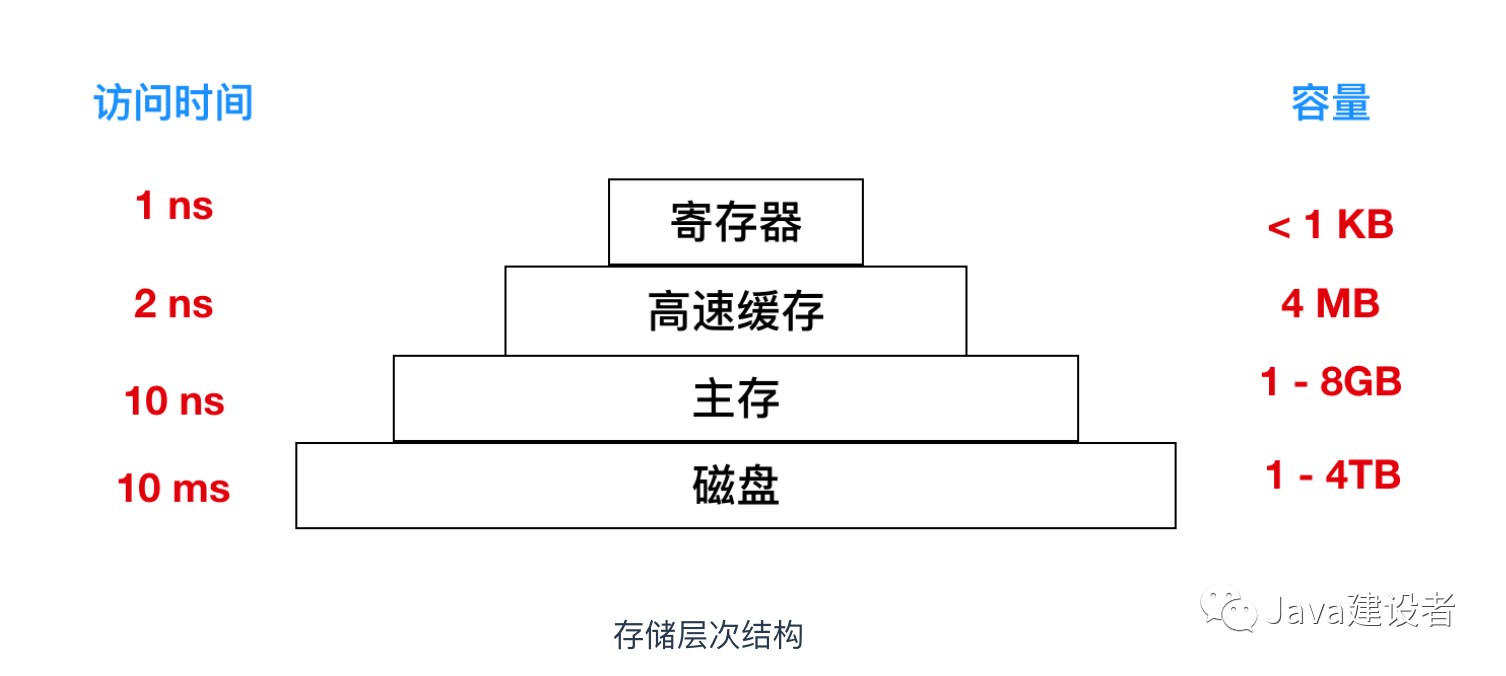 访问时间
容量
1 ns
寄存器
< 1 KB
2 ns
高速缓存
4 MB
10 ns
主存
1 - 8GB
10 ms
磁盘
1 - 4TB
Java建设者
存储层次结构